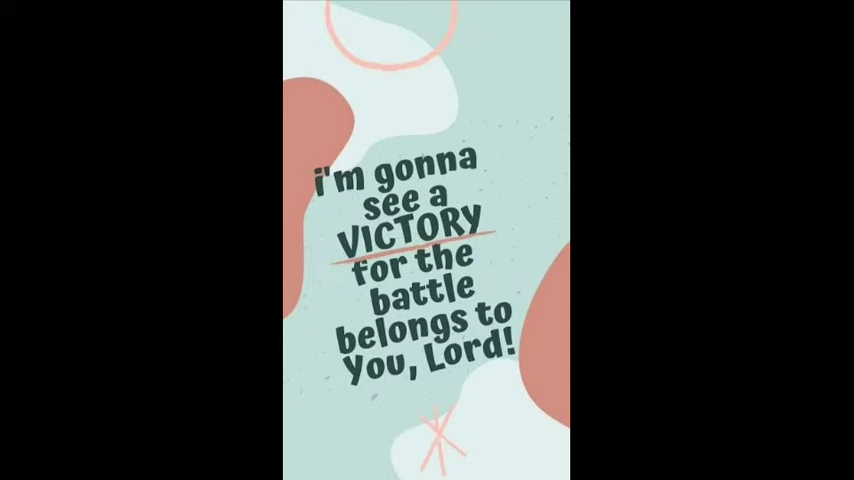 i'm gonna
see a
VICTORY
for the
battle
belongs to
You, Lord!